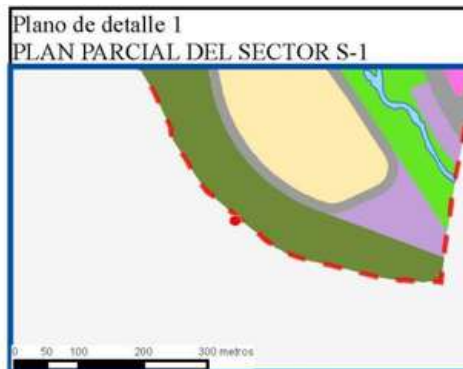 Plano de detalle 1
PLAN PARCIAL DEL SECTOR S-1
0 50 100 200 300 metros